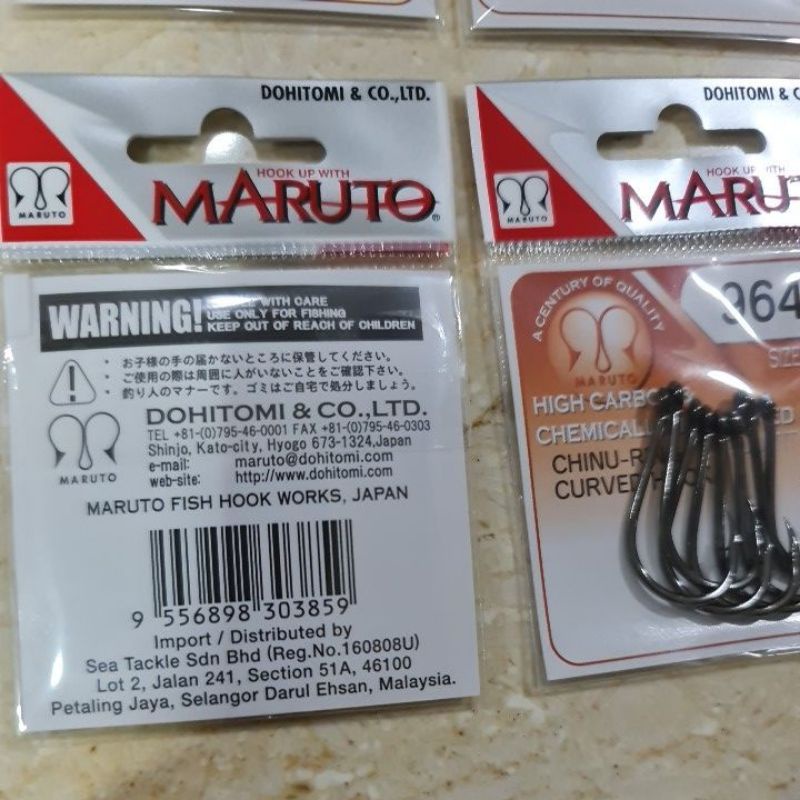 DOHITOMI & CO.,LTD.
HOOK UP WITH
MARUTO®
MARUTO
WARNING!
WITH CARE
USE ONLY FOR FISHING
KEEP OUT OF REACH OF CHILDREN
・お子様の手の届かないところに保管してください。
・ご使用の際は周囲に人がいないことをご確認下さい。
・釣り人のマナーです。ゴミはご自宅で処分しましょう。
MARUTO
DOHITOMI & CO.,LTD.
TEL +81-(0)795-46-0001 FAX +81-(0)795-46-0303
Shinjo, Kato-city, Hyogo 673-1324,Japan
e-mail: maruto@dohitomi.com
web-site: http://www.dohitomi.com
MARUTO FISH HOOK WORKS, JAPAN
9 556898 303859
Import / Distributed by
Sea Tackle Sdn Bhd (Reg.No.160808U)
Lot 2, Jalan 241, Section 51A, 46100
Petaling Jaya, Selangor Darul Ehsan, Malaysia.
DOHITOMI &
HOOK UP WITH
MARUT
MARUTO
A CENTURY OF QUALITY
MARUTO
964
HIGH
CURVED